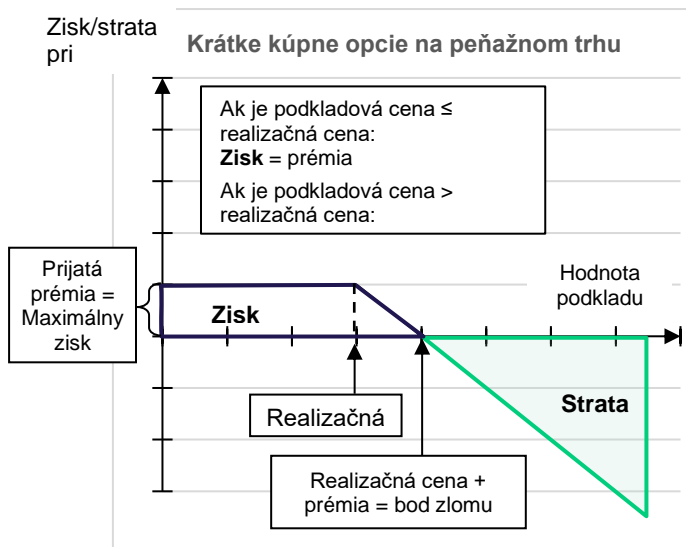 Zisk/strata
pri
Krátke kúpne opcie na peňažnom trhu
Ak je podkladová cena ≤
realizačná cena:
Zisk = prémia
Ak je podkladová cena >
realizačná cena:
Prijatá
prémia =
Maximálny
zisk
Hodnota
podkladu
Zisk
Strata
Realizačná
Realizačná cena +
prémia = bod zlomu